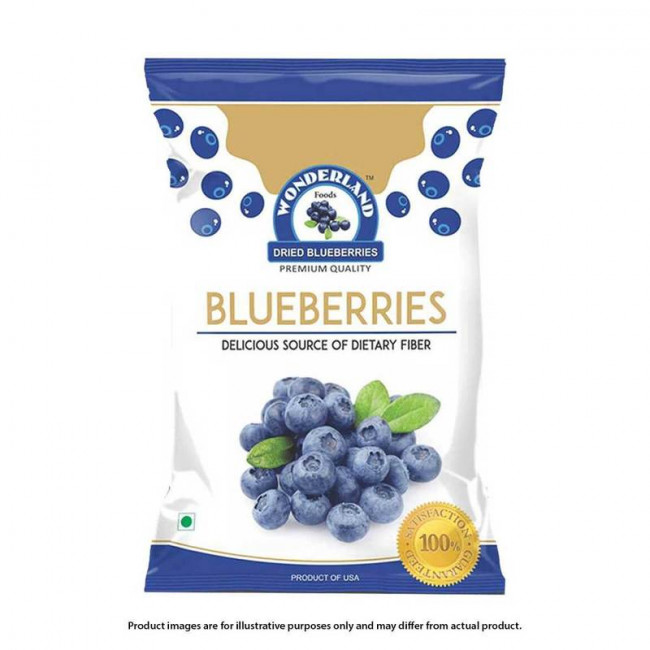 WONDERLAND
TM
Foods
DRIED BLUEBERRIES
PREMIUM QUALITY
BLUEBERRIES
DELICIOUS SOURCE OF DIETARY FIBER
SATISFACTION
100%
GUARANTEED
PRODUCT OF USA
Product images are for illustrative purposes only and may differ from actual product.